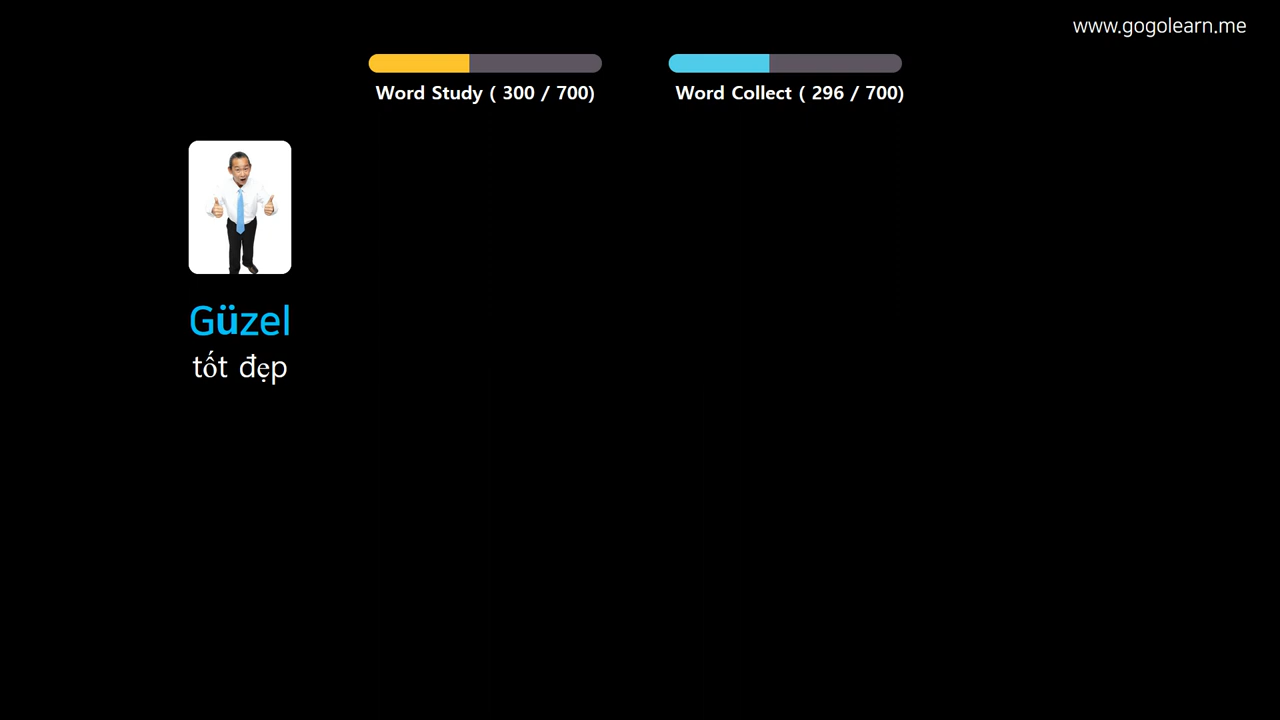 www.gogolearn.me
Word Study ( 300 / 700)
Word Collect ( 296 / 700)
Güzel
tốt đẹp